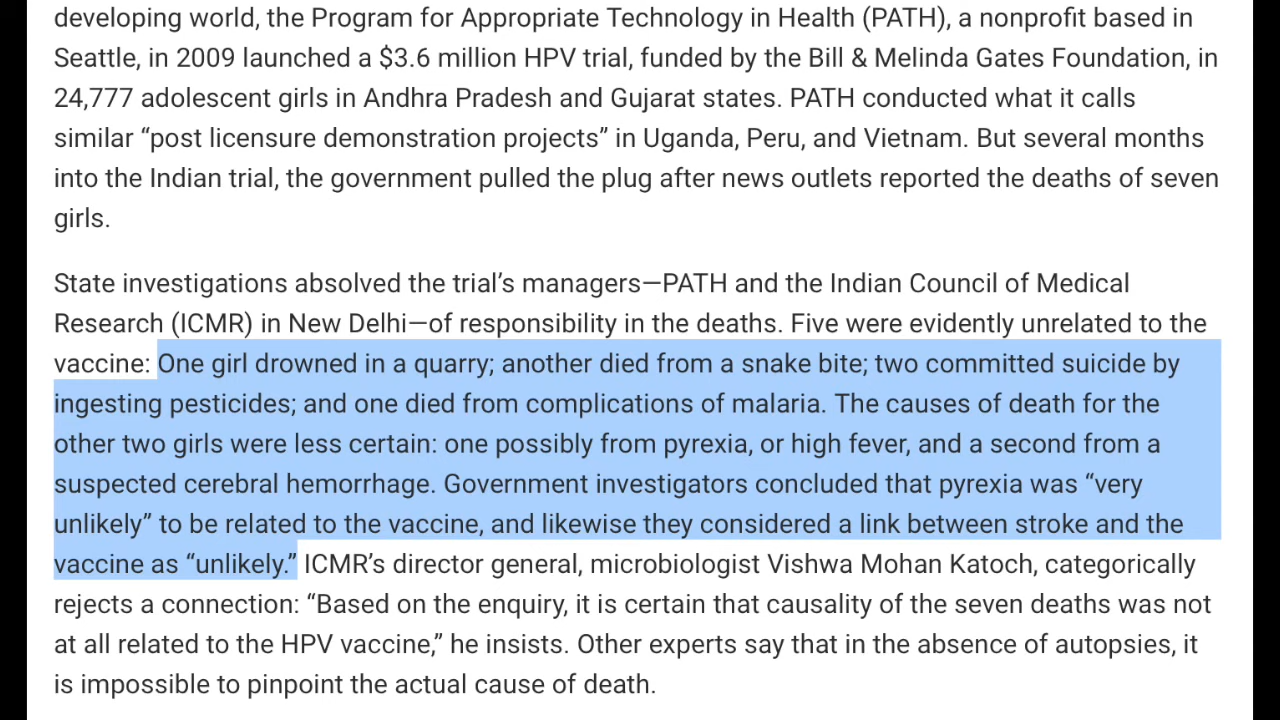 developing world, the Program for Appropriate Technology in Health (PATH), a nonprofit based in
Seattle, in 2009 launched a $3.6 million HPV trial, funded by the Bill & Melinda Gates Foundation, in
24,777 adolescent girls in Andhra Pradesh and Gujarat states. PATH conducted what it calls
similar “post licensure demonstration projects” in Uganda, Peru, and Vietnam. But several months
into the Indian trial, the government pulled the plug after news outlets reported the deaths of seven
girls.
State investigations absolved the trial’s managers—PATH and the Indian Council of Medical
Research (ICMR) in New Delhi—of responsibility in the deaths. Five were evidently unrelated to the
vaccine: One girl drowned in a quarry; another died from a snake bite; two committed suicide by
ingesting pesticides; and one died from complications of malaria. The causes of death for the
other two girls were less certain: one possibly from pyrexia, or high fever, and a second from a
suspected cerebral hemorrhage. Government investigators concluded that pyrexia was “very
unlikely” to be related to the vaccine, and likewise they considered a link between stroke and the
vaccine as “unlikely.” ICMR’s director general, microbiologist Vishwa Mohan Katoch, categorically
rejects a connection: “Based on the enquiry, it is certain that causality of the seven deaths was not
at all related to the HPV vaccine,” he insists. Other experts say that in the absence of autopsies, it
is impossible to pinpoint the actual cause of death.